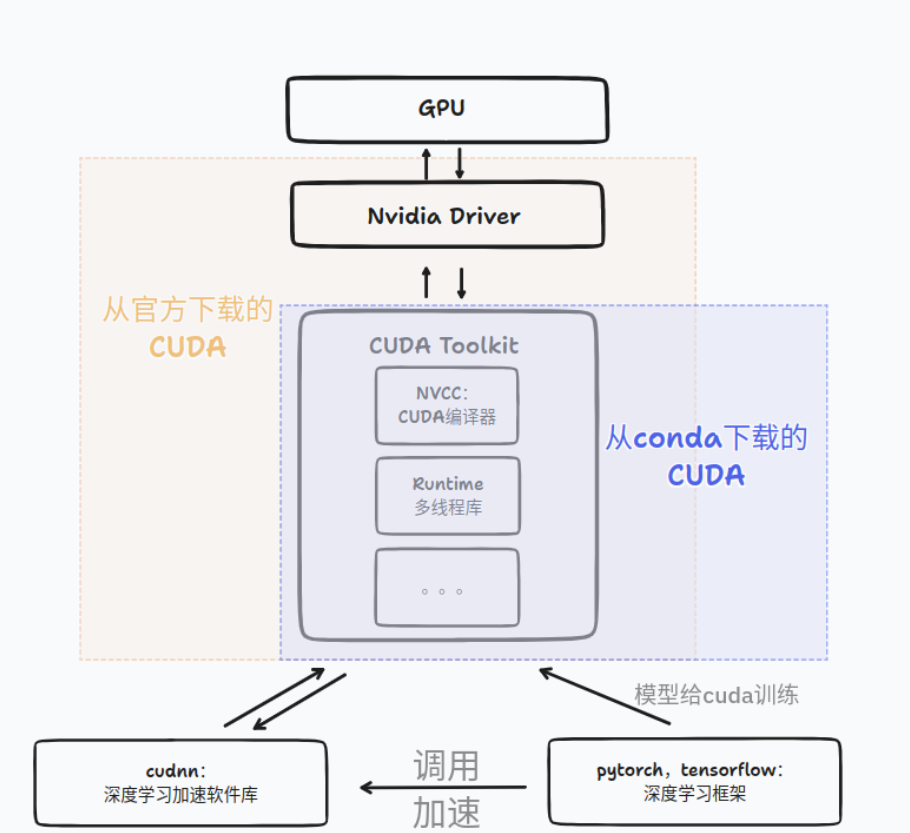 GPU
Nvidia Driver
从官方下载的
CUDA
CUDA Toolkit
NVCC:
CUDA编译器
从conda下载的
CUDA
Runtime
多线程库
。。。
模型给cuda训练
cudnn:
深度学习加速软件库
调用
加速
pytorch，tensorflow:
深度学习框架